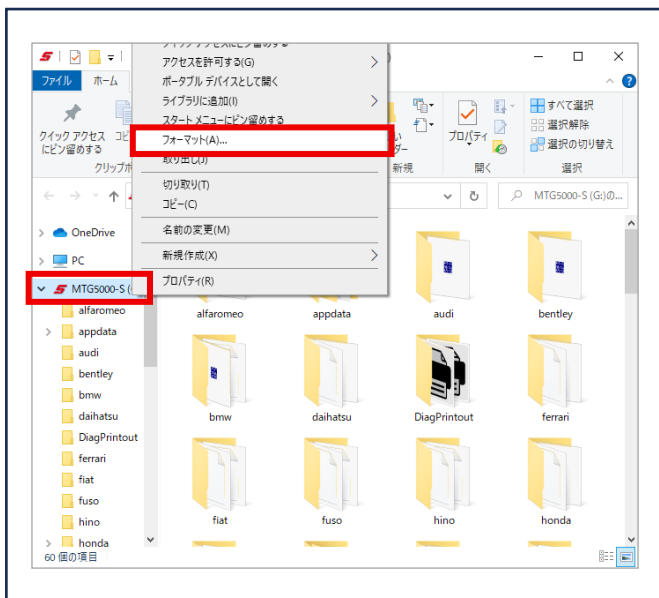 アクセスを許可する(G)
ポータブル デバイスとして開く
ライブラリに追加(I)
スタート メニューにピン留めする
フォーマット(A)...
取り出し(J)
切り取り(T)
コピー(C)
名前の変更(M)
新規作成(X)
プロパティ(R)
ファイル
ホーム
クイック アクセス
にピン留めする
プロパティ
すべて選択
選択解除
選択の切り替え
新規
開く
選択
MTG5000-S (G:)の...
OneDrive
PC
MTG5000-S
alfaromeo
appdata
audi
bentley
bmw
daihatsu
DiagPrintout
ferrari
fiat
fuso
hino
honda
alfaromeo appdata audi bentley
bmw daihatsu DiagPrintout ferrari
fiat fuso hino honda
60 個の項目